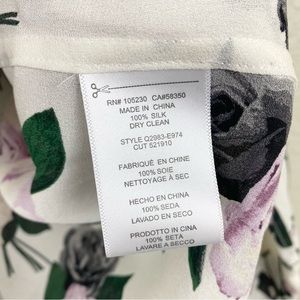 RN# 105230 CA#58350
MADE IN CHINA
100% SILK
DRY CLEAN
STYLE Q2983-E974
CUT 621910
FABRIQUÉ EN CHINE
100% SOIE
NETTOYAGE À SEC
HECHO EN CHINA
100% SEDA
LAVADO EN SECO
PRODOTTO IN CINA
100% SETA
LAVARE A SECCO